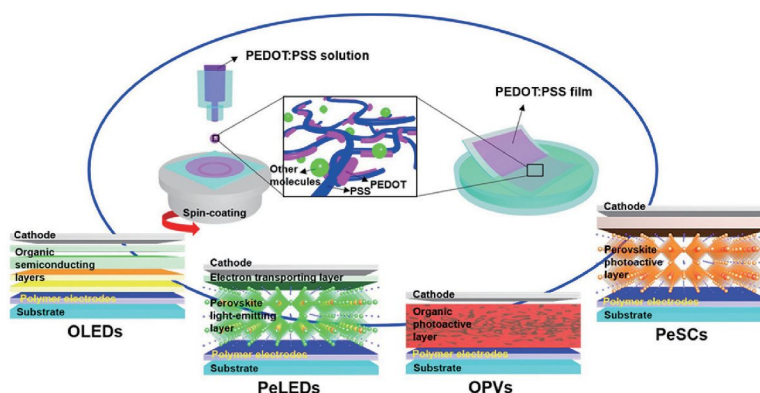 PEDOT:PSS solution
PEDOT:PSS film
Other
molecules
PSS
PEDOT
Spin-coating
Cathode
Organic
semiconducting
layers
Polymer electrodes
Substrate
OLEDs
Cathode
Electron transporting layer
Perovskite
light-emitting
layer
Polymer electrodes
Substrate
PeLEDs
Cathode
Organic
photoactive
layer
Polymer electrodes
Substrate
OPVs
Cathode
Perovskite
photoactive
layer
Polymer electrodes
Substrate
PeSCs